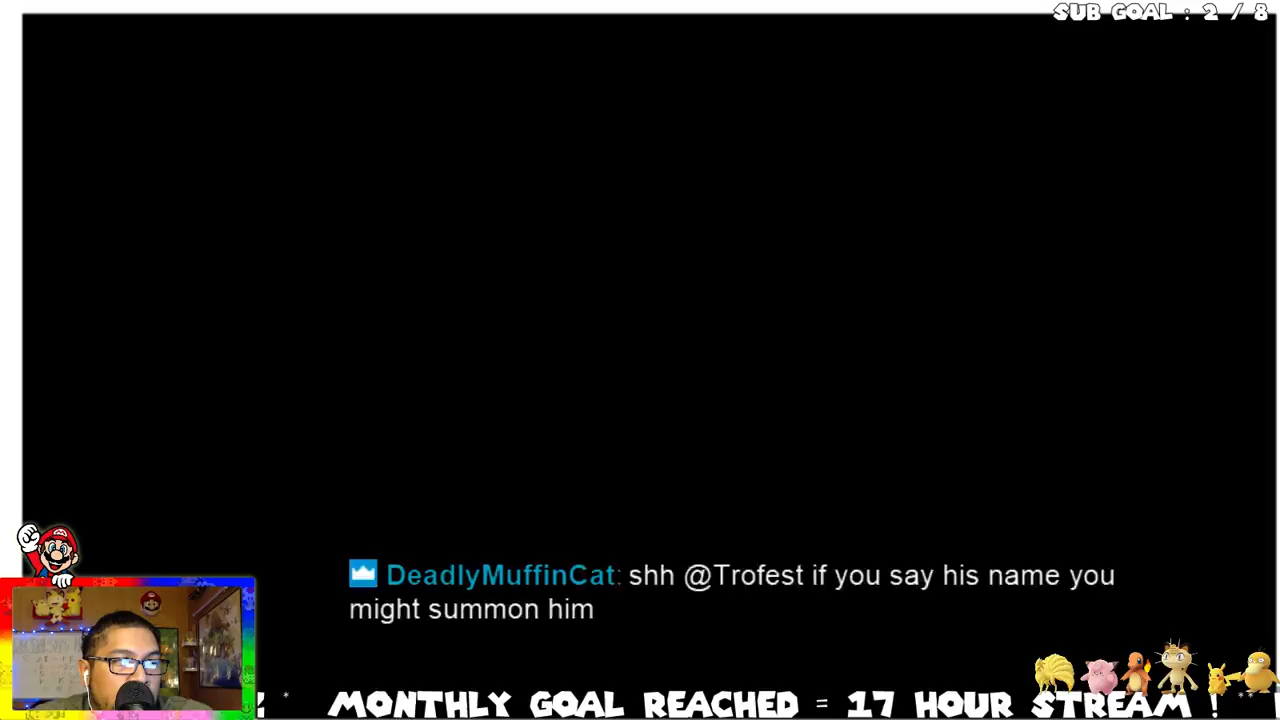 SUB GOAL : 2 / 8
DeadlyMuffinCat: shh @Trofest if you say his name you
might summon him
! * MONTHLY GOAL REACHED = 17 HOUR STREAM !